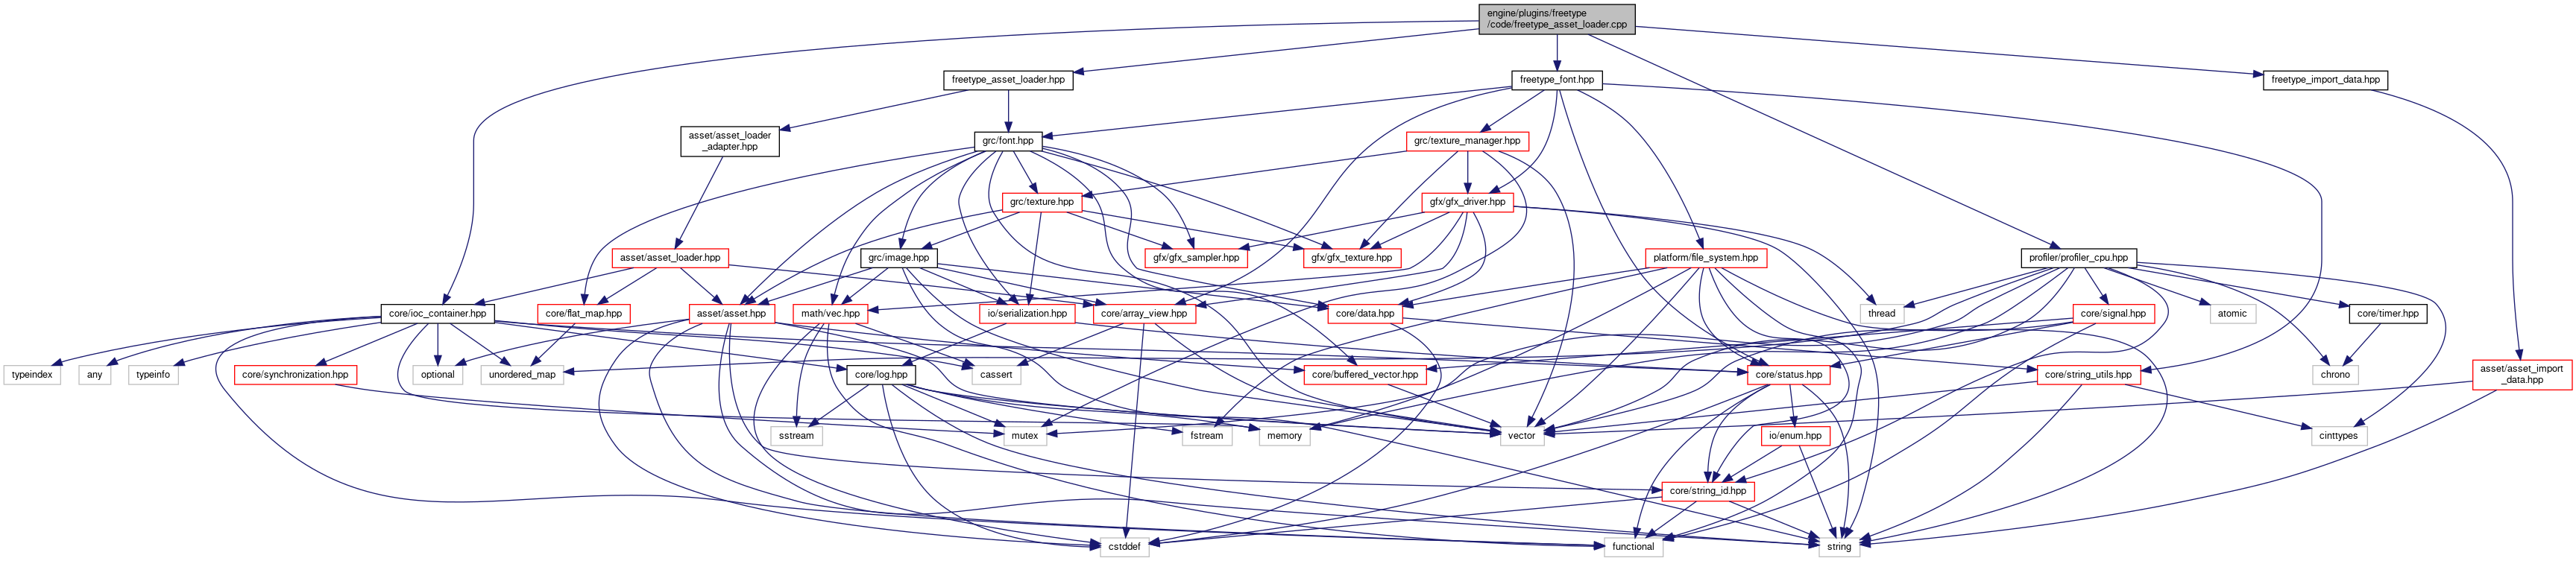 engine/plugins/freetype
/code/freetype_asset_loader.cpp
freetype_asset_loader.hpp
freetype_font.hpp
freetype_import_data.hpp
asset/asset_loader
_adapter.hpp
grc/font.hpp
grc/texture_manager.hpp
grc/texture.hpp
gfx/gfx_driver.hpp
asset/asset_loader.hpp
grc/image.hpp
gfx/gfx_sampler.hpp
gfx/gfx_texture.hpp
platform/file_system.hpp
profiler/profiler_cpu.hpp
core/ioc_container.hpp
core/flat_map.hpp
asset/asset.hpp
math/vec.hpp
io/serialization.hpp
core/array_view.hpp
core/data.hpp
thread
core/signal.hpp
atomic
core/timer.hpp
typeindex
any
typeinfo
core/synchronization.hpp
optional
unordered_map
core/log.hpp
cassert
core/buffered_vector.hpp
core/status.hpp
core/string_utils.hpp
chrono
asset/asset_import
_data.hpp
sstream
mutex
fstream
memory
vector
io/enum.hpp
cinttypes
core/string_id.hpp
cstddef
functional
string